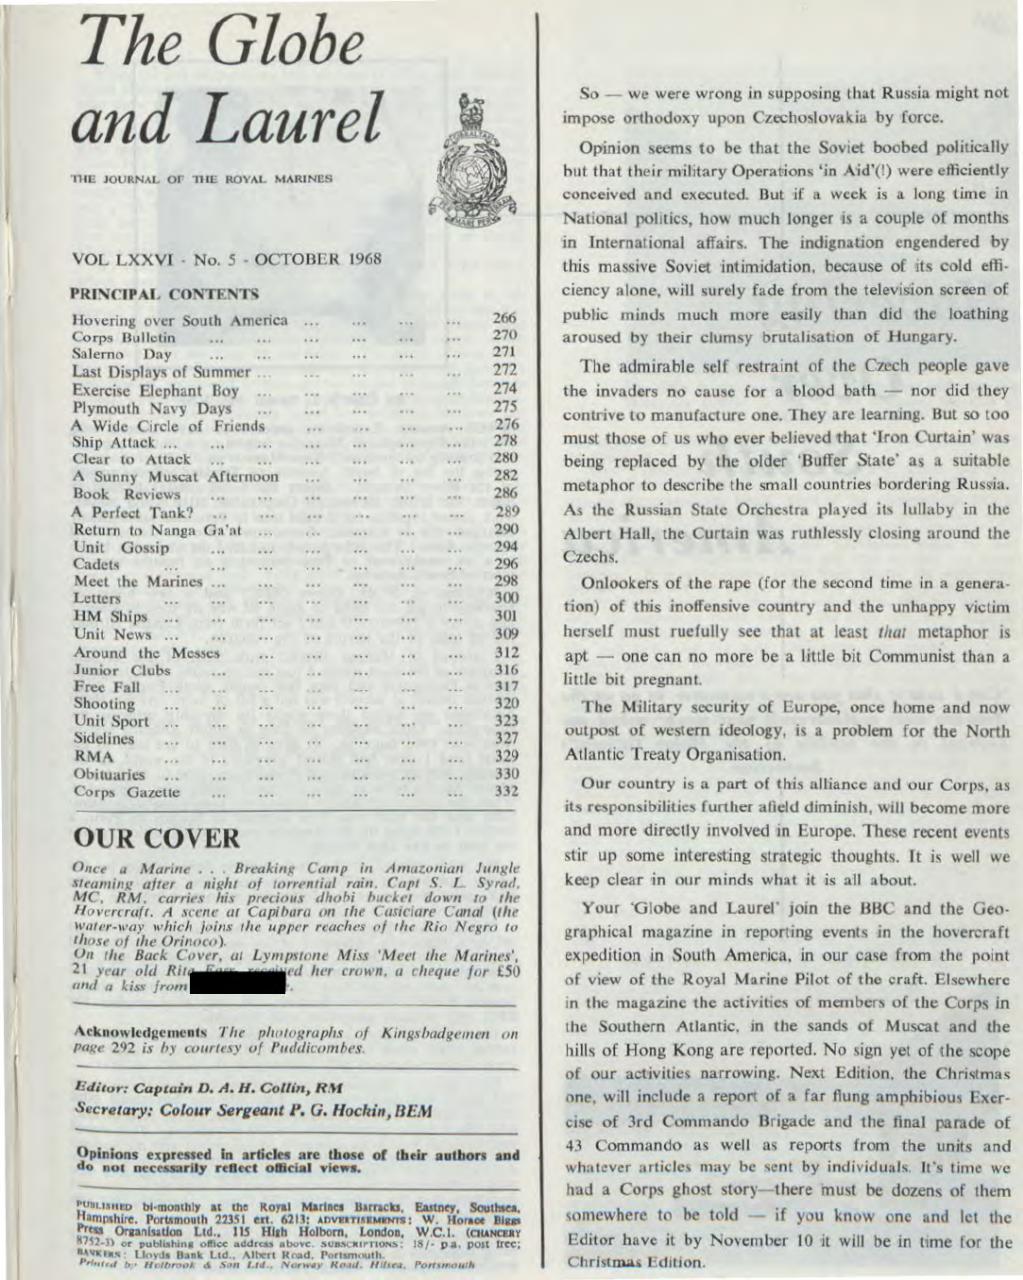 The Globe
and Laurel
THE JOURNAL OF THE ROYAL MARINES
GIBRALTAR
PER MARE PER TERRAM
VOL LXXVI - No. 5 - OCTOBER 1968
PRINCIPAL CONTENTS
Hovering over South America ... ... ... ... 266
Corps Bulletin ... ... ... ... ... ... 270
Salerno Day ... ... ... ... ... ... 271
Last Displays of Summer ... ... ... ... ... 272
Exercise Elephant Boy ... ... ... ... ... 274
Plymouth Navy Days ... ... ... ... ... 275
A Wide Circle of Friends ... ... ... ... 276
Ship Attack ... ... ... ... ... ... ... 278
Clear to Attack ... ... ... ... ... ... 280
A Sunny Muscat Afternoon ... ... ... ... 282
Book Reviews ... ... ... ... ... ... 286
A Perfect Tank? ... ... ... ... ... ... 289
Return to Nanga Ga'at ... ... ... ... ... 290
Unit Gossip ... ... ... ... ... ... 294
Cadets ... ... ... ... ... ... ... 296
Meet the Marines ... ... ... ... ... ... 298
Letters ... ... ... ... ... ... ... 300
HM Ships ... ... ... ... ... ... ... 301
Unit News ... ... ... ... ... ... ... 309
Around the Messes ... ... ... ... ... 312
Junior Clubs ... ... ... ... ... ... 316
Free Fall ... ... ... ... ... ... ... 317
Shooting ... ... ... ... ... ... ... 320
Unit Sport ... ... ... ... ... ... ... 323
Sidelines ... ... ... ... ... ... ... 327
RMA ... ... ... ... ... ... ... 329
Obituaries ... ... ... ... ... ... ... 330
Corps Gazette ... ... ... ... ... ... 332
OUR COVER
Once a Marine . . . Breaking Camp in Amazonian Jungle
steaming after a night of torrential rain. Capt S. L. Syrad,
MC, RM, carries his precious dhobi bucket down to the
Hovercraft. A scene at Capibara on the Casiciare Canal (the
water-way which joins the upper reaches of the Rio Negro to
those of the Orinoco).
On the Back Cover, at Lympstone Miss 'Meet the Marines',
21 year old Rita received her crown, a cheque for £50
and a kiss from
Acknowledgements The photographs of Kingsbadgemen on
page 292 is by courtesy of Puddicombes.
Editor: Captain D. A. H. Collin, RM
Secretary: Colour Sergeant P. G. Hockin, BEM
Opinions expressed in articles are those of their authors and
do not necessarily reflect official views.
PUBLISHED bi-monthly at the Royal Marines Barracks, Eastney, Southsea,
Hampshire. Portsmouth 22351 ext. 6213: ADVERTISEMENTS: W. Horace Biggs
Press Organisation Ltd., 115 High Holborn, London, W.C.1. (CHANCERY
8752-3) or publishing office address above. SUBSCRIPTIONS: 18/- p.a. post free;
BANKERS: Lloyds Bank Ltd., Albert Road, Portsmouth.
Printed by: Holbrook & Son Ltd., Norway Road, Hilsea, Portsmouth
So — we were wrong in supposing that Russia might not
impose orthodoxy upon Czechoslovakia by force.
Opinion seems to be that the Soviet boobed politically
but that their military Operations 'in Aid'(!) were efficiently
conceived and executed. But if a week is a long time in
National politics, how much longer is a couple of months
in International affairs. The indignation engendered by
this massive Soviet intimidation, because of its cold effi-
ciency alone, will surely fade from the television screen of
public minds much more easily than did the loathing
aroused by their clumsy brutalisation of Hungary.
The admirable self restraint of the Czech people gave
the invaders no cause for a blood bath — nor did they
contrive to manufacture one. They are learning. But so too
must those of us who ever believed that 'Iron Curtain' was
being replaced by the older 'Buffer State' as a suitable
metaphor to describe the small countries bordering Russia.
As the Russian State Orchestra played its lullaby in the
Albert Hall, the Curtain was ruthlessly closing around the
Czechs.
Onlookers of the rape (for the second time in a genera-
tion) of this inoffensive country and the unhappy victim
herself must ruefully see that at least that metaphor is
apt — one can no more be a little bit Communist than a
little bit pregnant.
The Military security of Europe, once home and now
outpost of western ideology, is a problem for the North
Atlantic Treaty Organisation.
Our country is a part of this alliance and our Corps, as
its responsibilities further afield diminish, will become more
and more directly involved in Europe. These recent events
stir up some interesting strategic thoughts. It is well we
keep clear in our minds what it is all about.
Your 'Globe and Laurel' join the BBC and the Geo-
graphical magazine in reporting events in the hovercraft
expedition in South America, in our case from the point
of view of the Royal Marine Pilot of the craft. Elsewhere
in the magazine the activities of members of the Corps in
the Southern Atlantic, in the sands of Muscat and the
hills of Hong Kong are reported. No sign yet of the scope
of our activities narrowing. Next Edition, the Christmas
one, will include a report of a far flung amphibious Exer-
cise of 3rd Commando Brigade and the final parade of
43 Commando as well as reports from the units and
whatever articles may be sent by individuals. It's time we
had a Corps ghost story—there must be dozens of them
somewhere to be told — if you know one and let the
Editor have it by November 10 it will be in time for the
Christmas Edition.